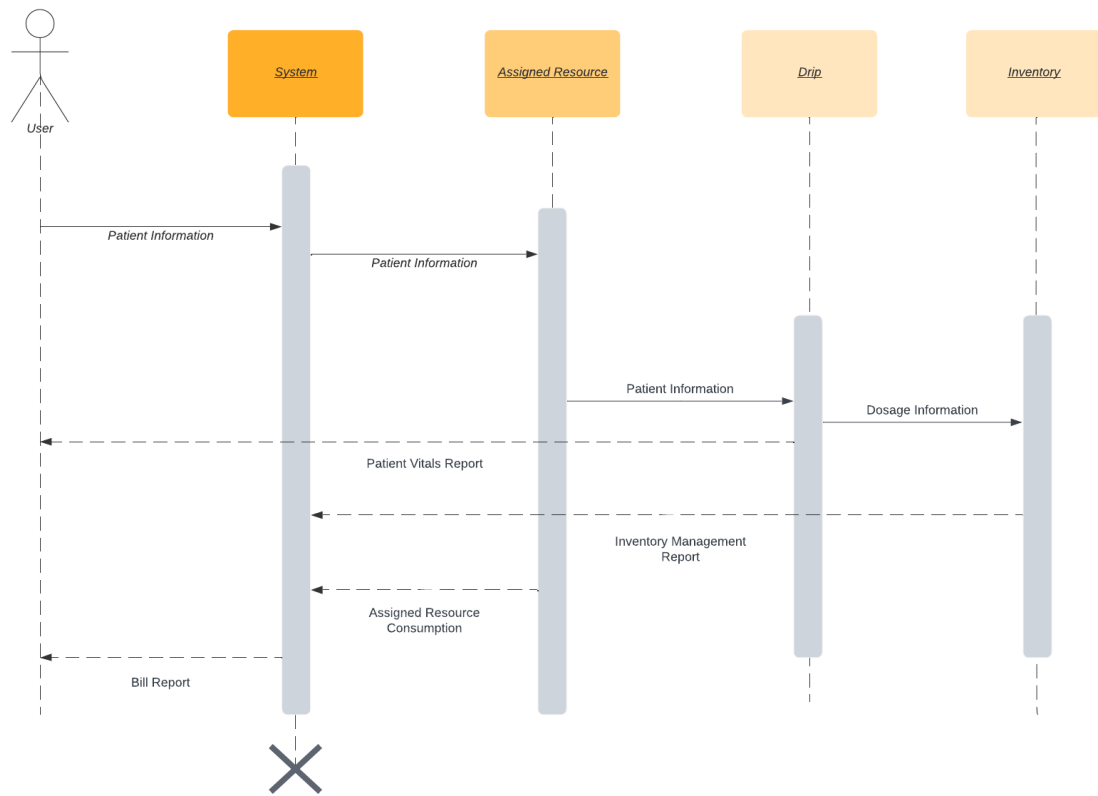 System
Assigned Resource
Drip
Inventory
User
Patient Information
Patient Information
Patient Information
Dosage Information
Patient Vitals Report
Inventory Management
Report
Assigned Resource
Consumption
Bill Report